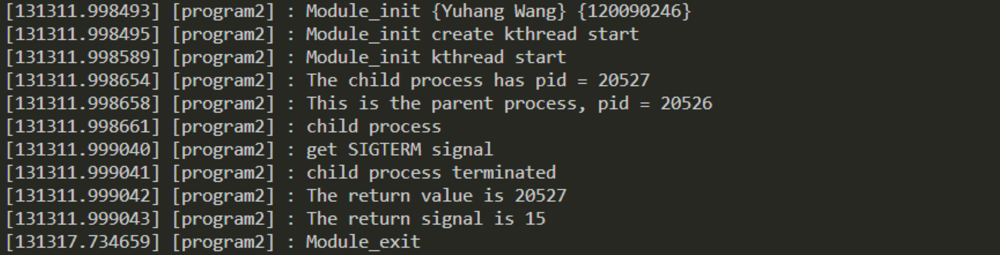 [131311.998493] [program2] : Module_init {Yuhang Wang} {120090246}
[131311.998495] [program2] : Module_init create kthread start
[131311.998589] [program2] : Module_init kthread start
[131311.998654] [program2] : The child process has pid = 20527
[131311.998658] [program2] : This is the parent process, pid = 20526
[131311.998661] [program2] : child process
[131311.999040] [program2] : get SIGTERM signal
[131311.999041] [program2] : child process terminated
[131311.999042] [program2] : The return value is 20527
[131311.999043] [program2] : The return signal is 15
[131317.734659] [program2] : Module_exit